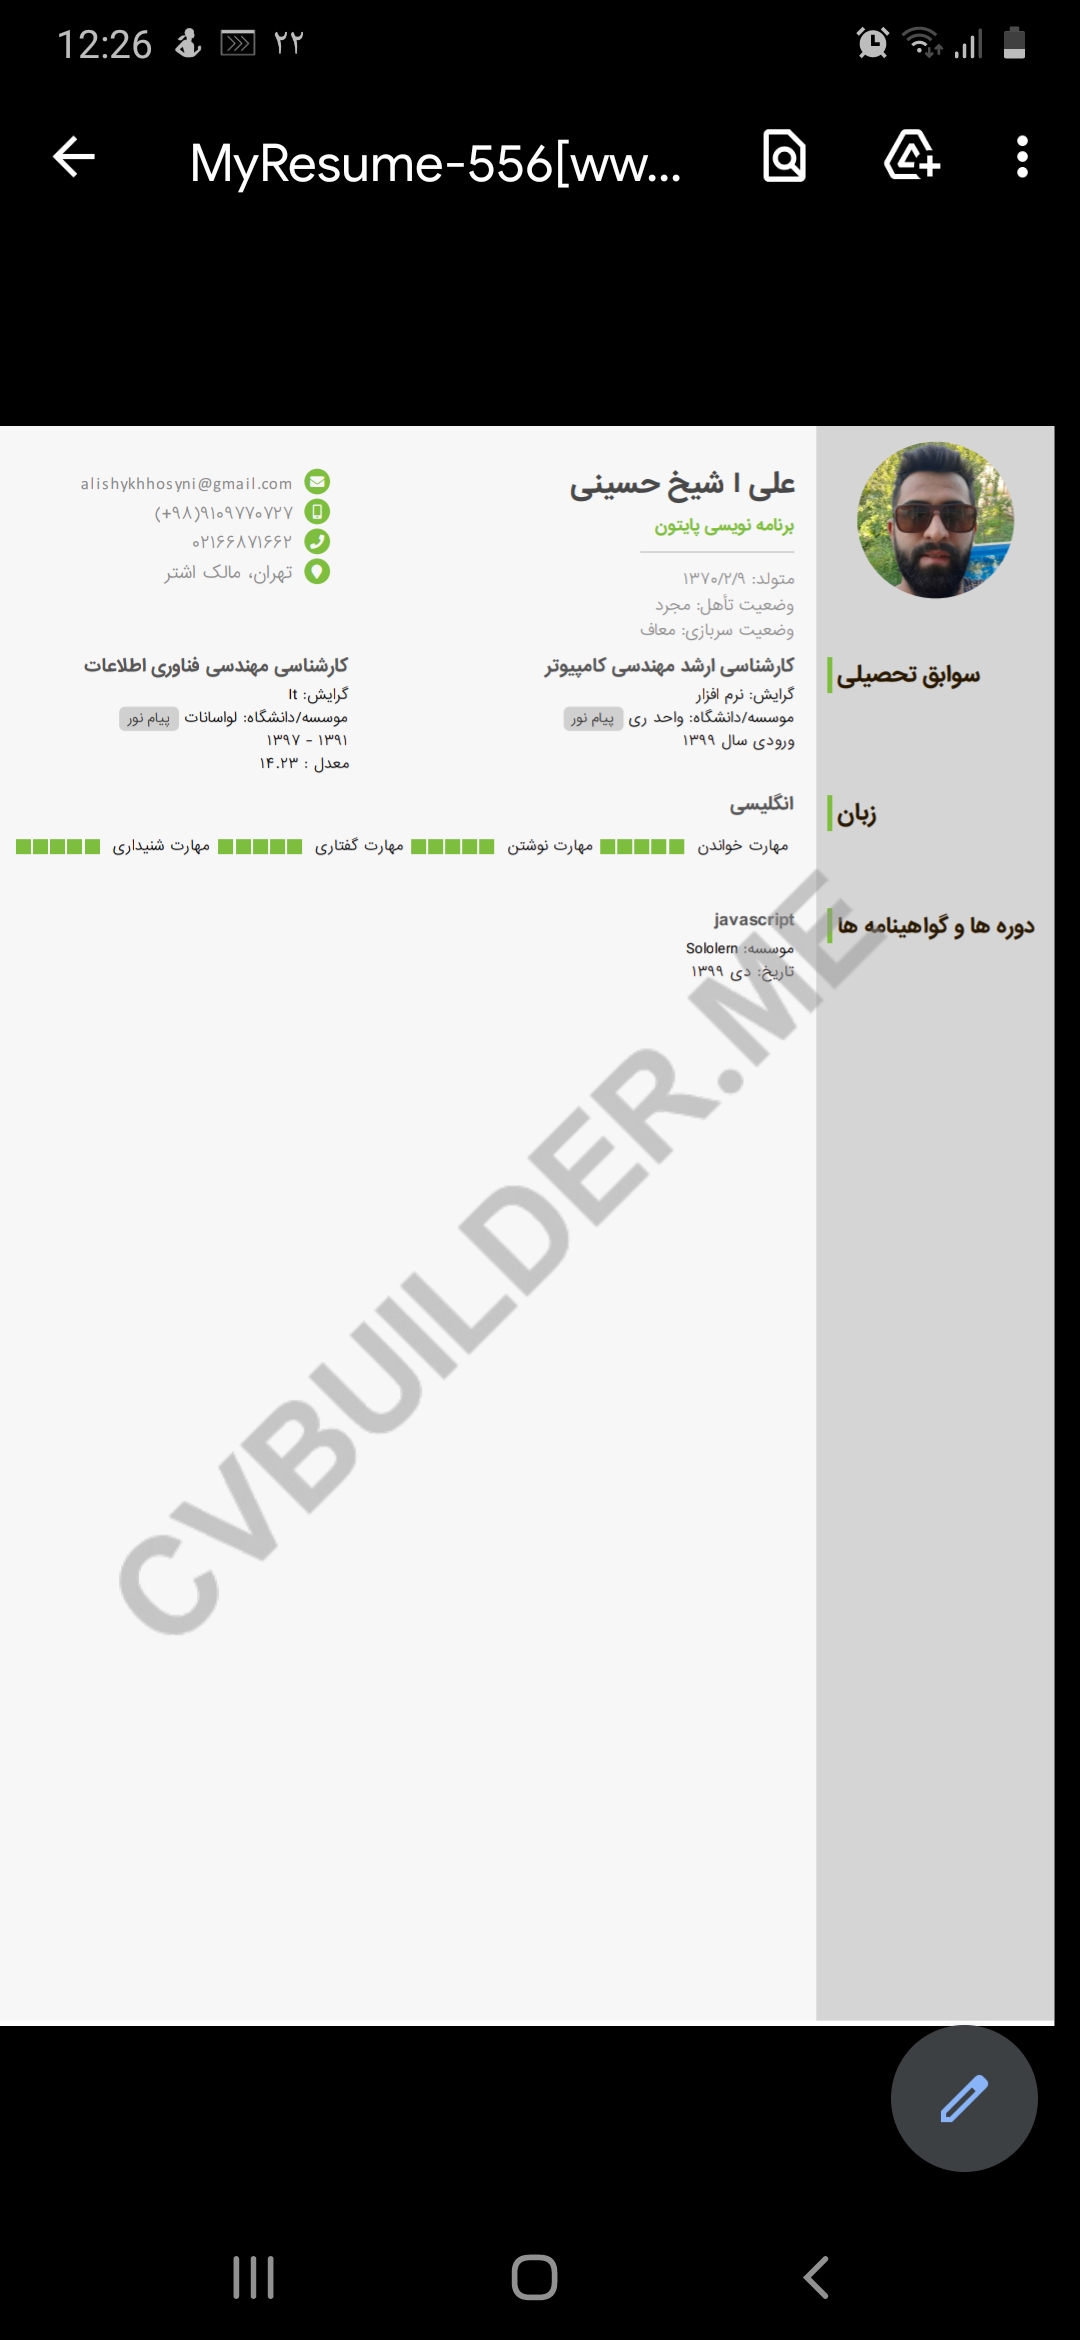 12:26 ۲۲
MyResume-556[ww...
علی ا شیخ حسینی
برنامه نویسی پایتون
متولد: ۱۳۷۰/۲/۹
وضعیت تأهل: مجرد
وضعیت سربازی: معاف
alishykhhosyni@gmail.com
(+۹۸)۹۱۰۹۷۷۰۷۲۷
۰۲۱۶۶۸۷۱۶۶۲
تهران، مالک اشتر
سوابق تحصیلی
کارشناسی ارشد مهندسی کامپیوتر
گرایش: نرم افزار
موسسه/دانشگاه: واحد ری پیام نور
ورودی سال ۱۳۹۹
کارشناسی مهندسی فناوری اطلاعات
گرایش: It
موسسه/دانشگاه: لواسانات پیام نور
۱۳۹۱ - ۱۳۹۷
معدل : ۱۴.۲۳
زبان
انگلیسی
مهارت خواندن مهارت نوشتن مهارت گفتاری مهارت شنیداری
دوره ها و گواهینامه ها
javascript
موسسه: Sololern
تاریخ: دی ۱۳۹۹
CVBUILDER.ME